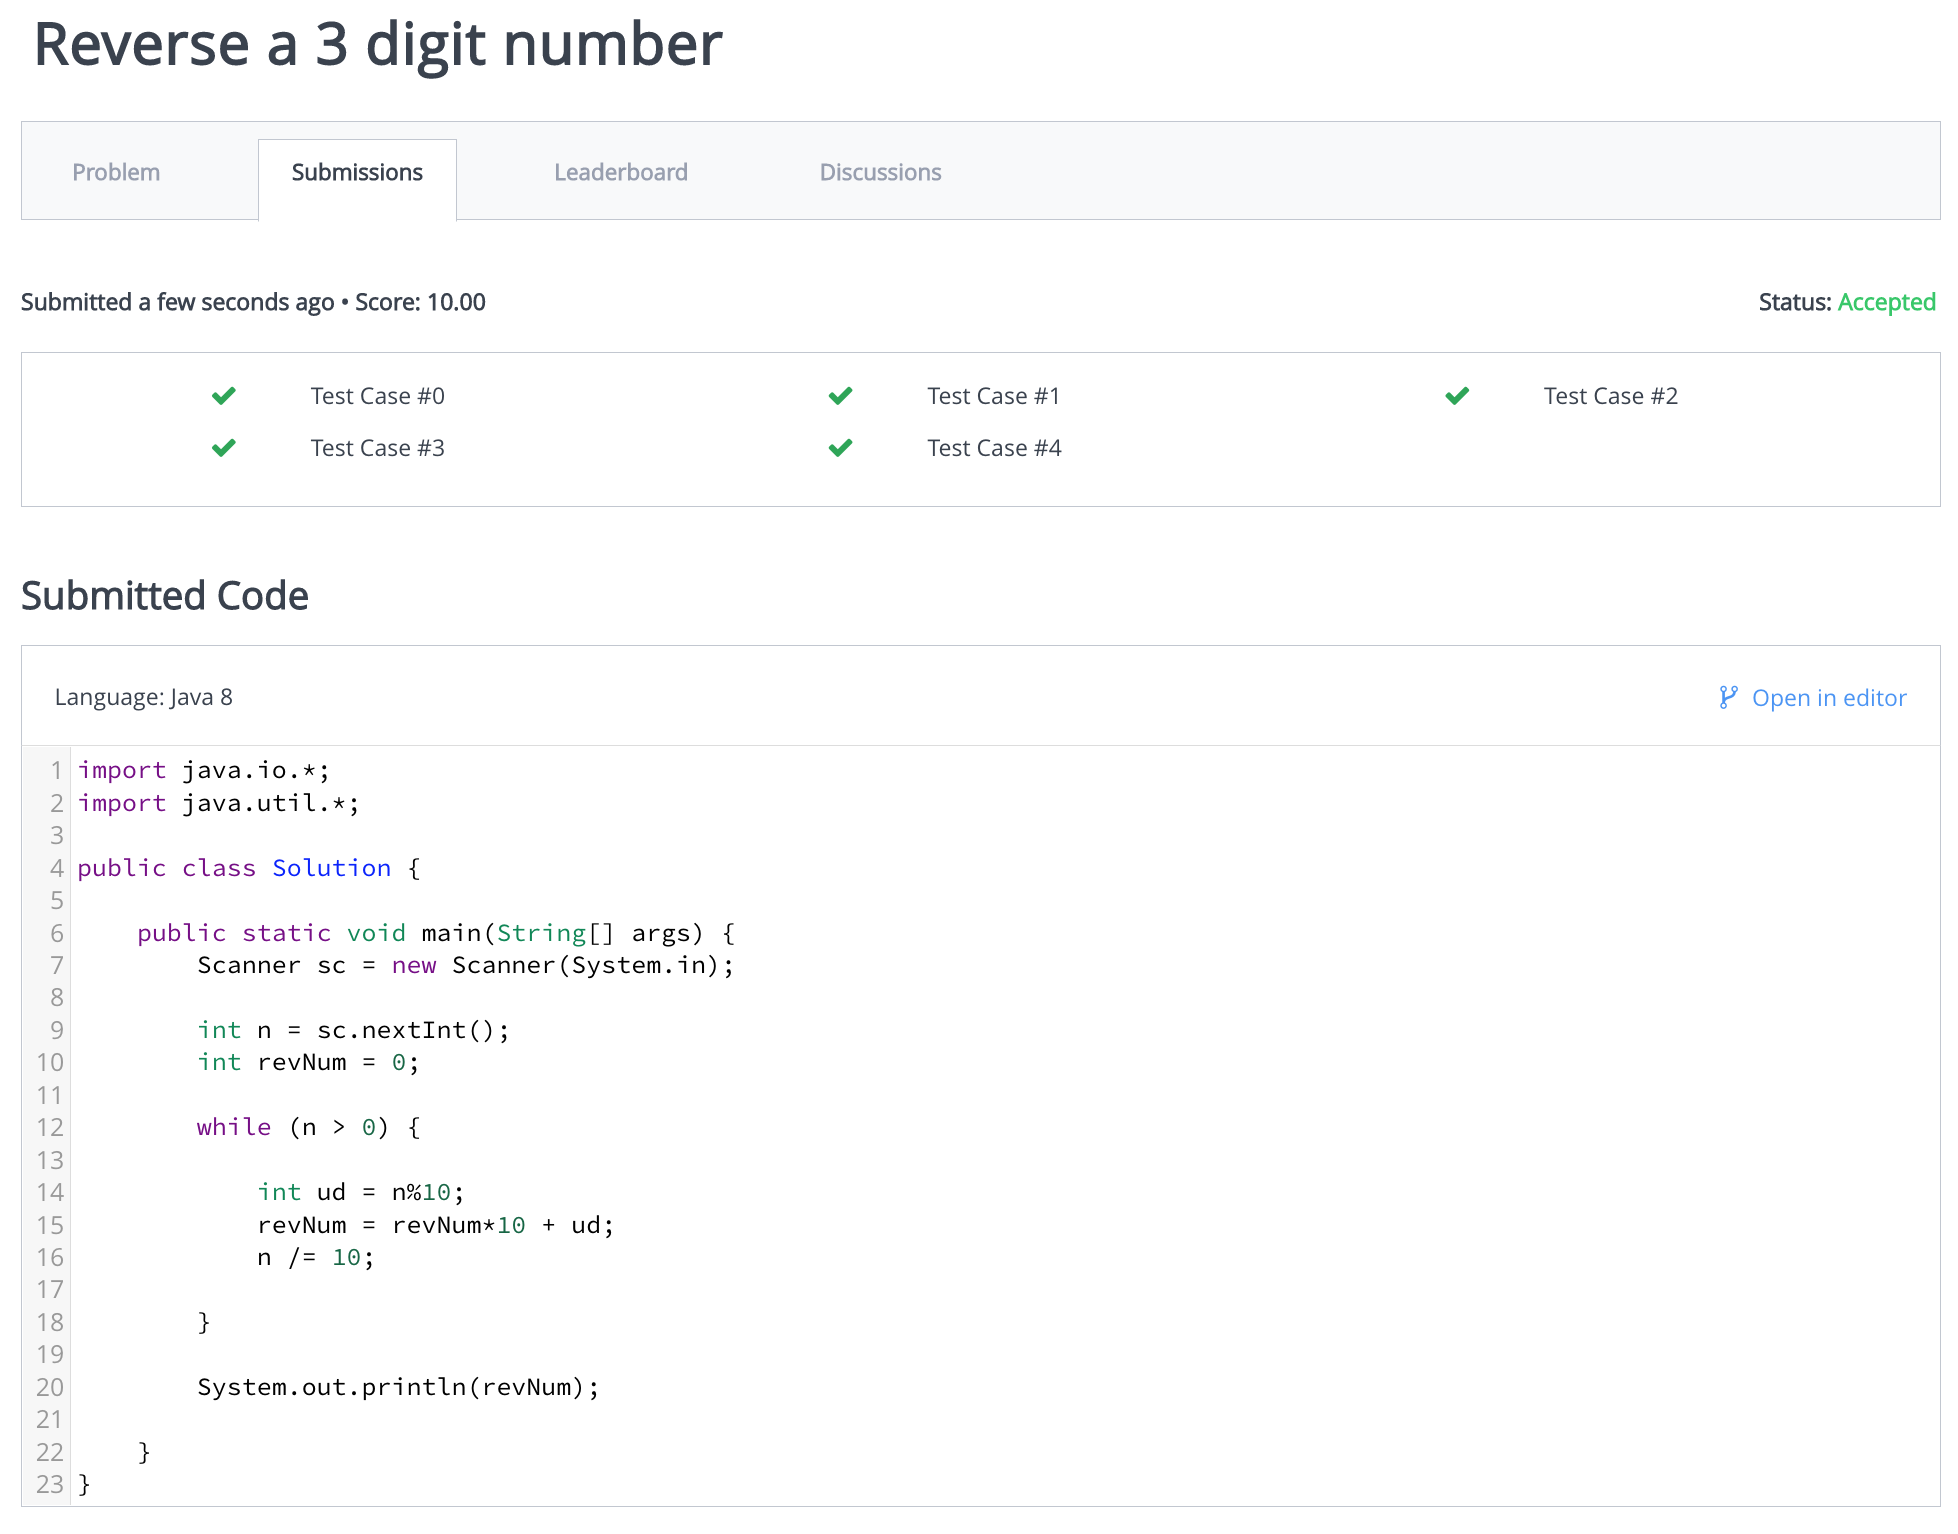 Reverse a 3 digit number
Problem Submissions Leaderboard Discussions
Submitted a few seconds ago • Score: 10.00 Status: Accepted
Test Case #0 Test Case #1 Test Case #2
Test Case #3 Test Case #4
Submitted Code
Language: Java 8 Open in editor
1 import java.io.*;
2 import java.util.*;
3
4 public class Solution {
5
6     public static void main(String[] args) {
7         Scanner sc = new Scanner(System.in);
8
9         int n = sc.nextInt();
10         int revNum = 0;
11
12         while (n > 0) {
13
14             int ud = n%10;
15             revNum = revNum*10 + ud;
16             n /= 10;
17
18         }
19
20         System.out.println(revNum);
21
22     }
23 }